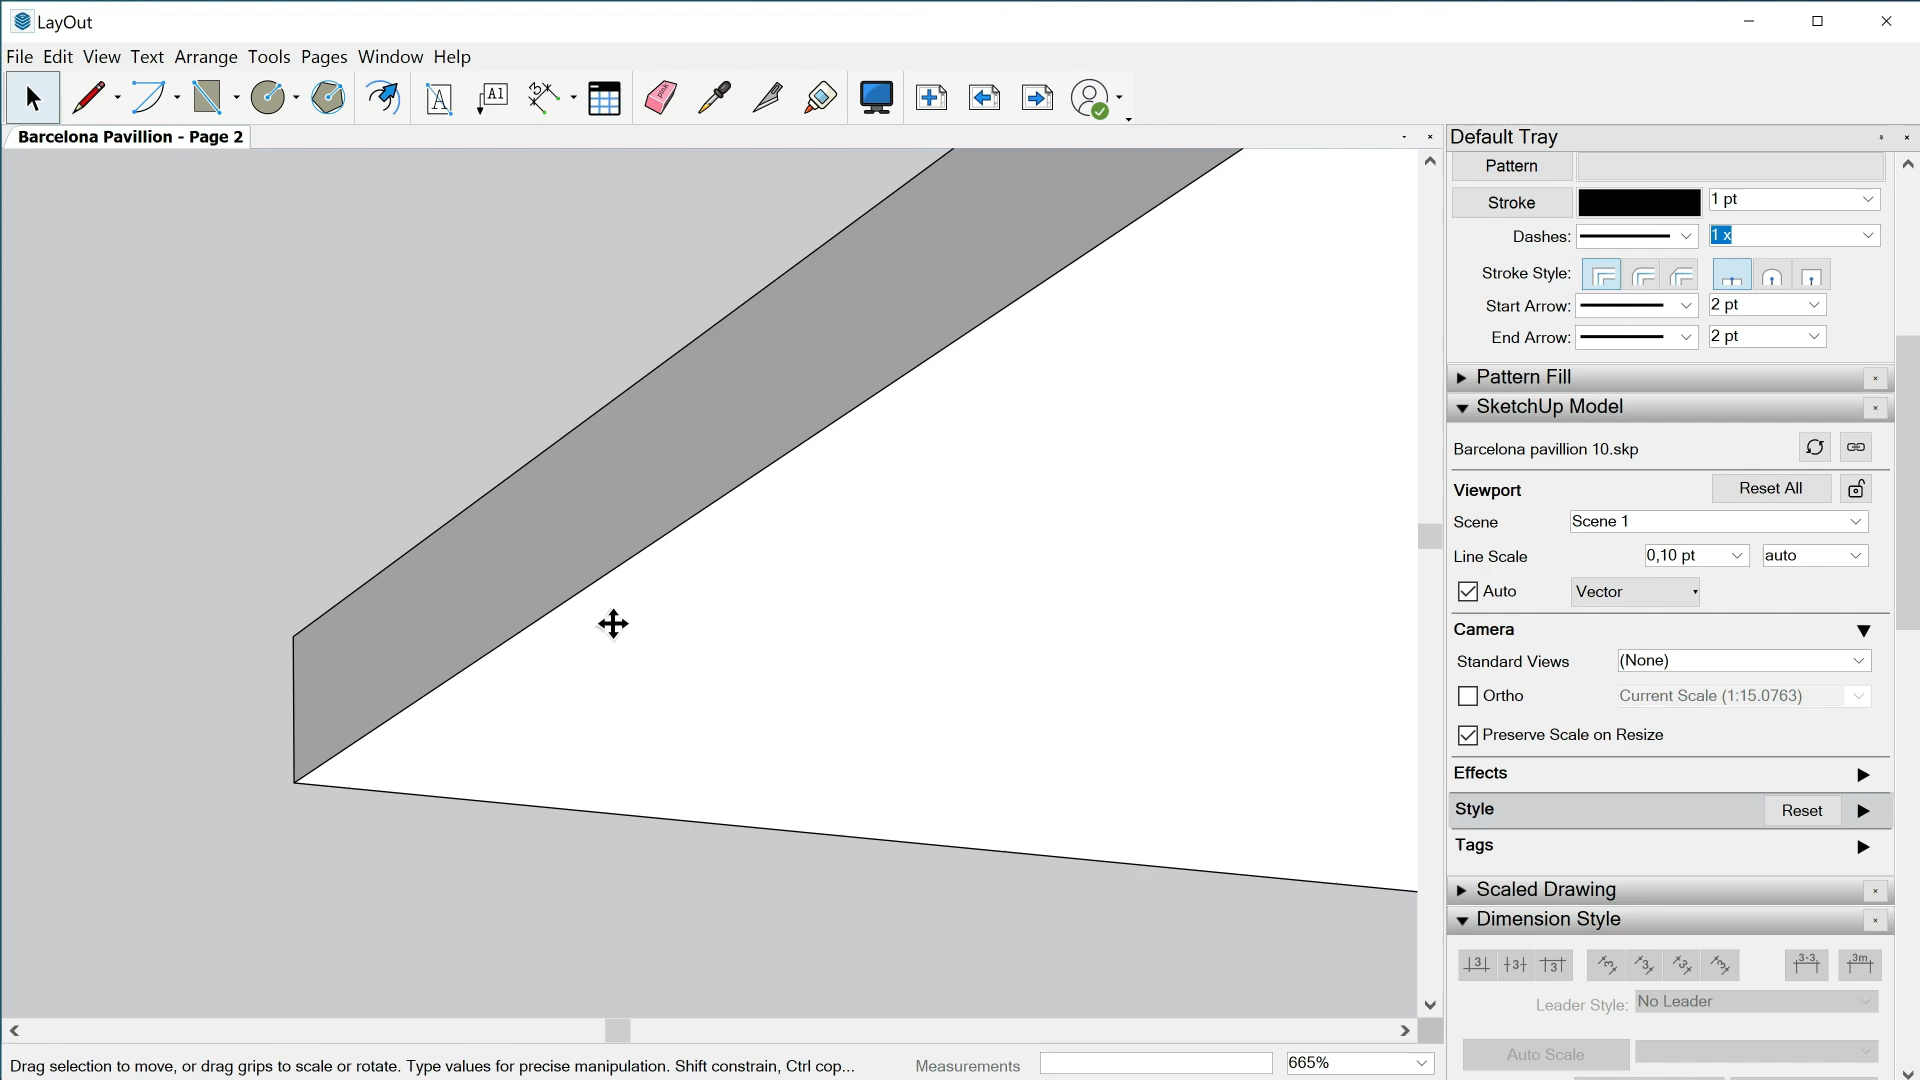 LayOut
File Edit View Text Arrange Tools Pages Window Help
A1
Barcelona Pavillion - Page 2
Default Tray
Pattern
Stroke
1 pt
Dashes:
1 x
Stroke Style:
Start Arrow:
2 pt
End Arrow:
2 pt
Pattern Fill
SketchUp Model
Barcelona pavillion 10.skp
Viewport
Reset All
Scene
Scene 1
Line Scale
0,10 pt
auto
Auto
Vector
Camera
Standard Views
(None)
Ortho
Current Scale (1:15.0763)
Preserve Scale on Resize
Effects
Style
Reset
Tags
Scaled Drawing
Dimension Style
Leader Style:
No Leader
Auto Scale
Drag selection to move, or drag grips to scale or rotate. Type values for precise manipulation. Shift constrain, Ctrl cop...
Measurements
665%